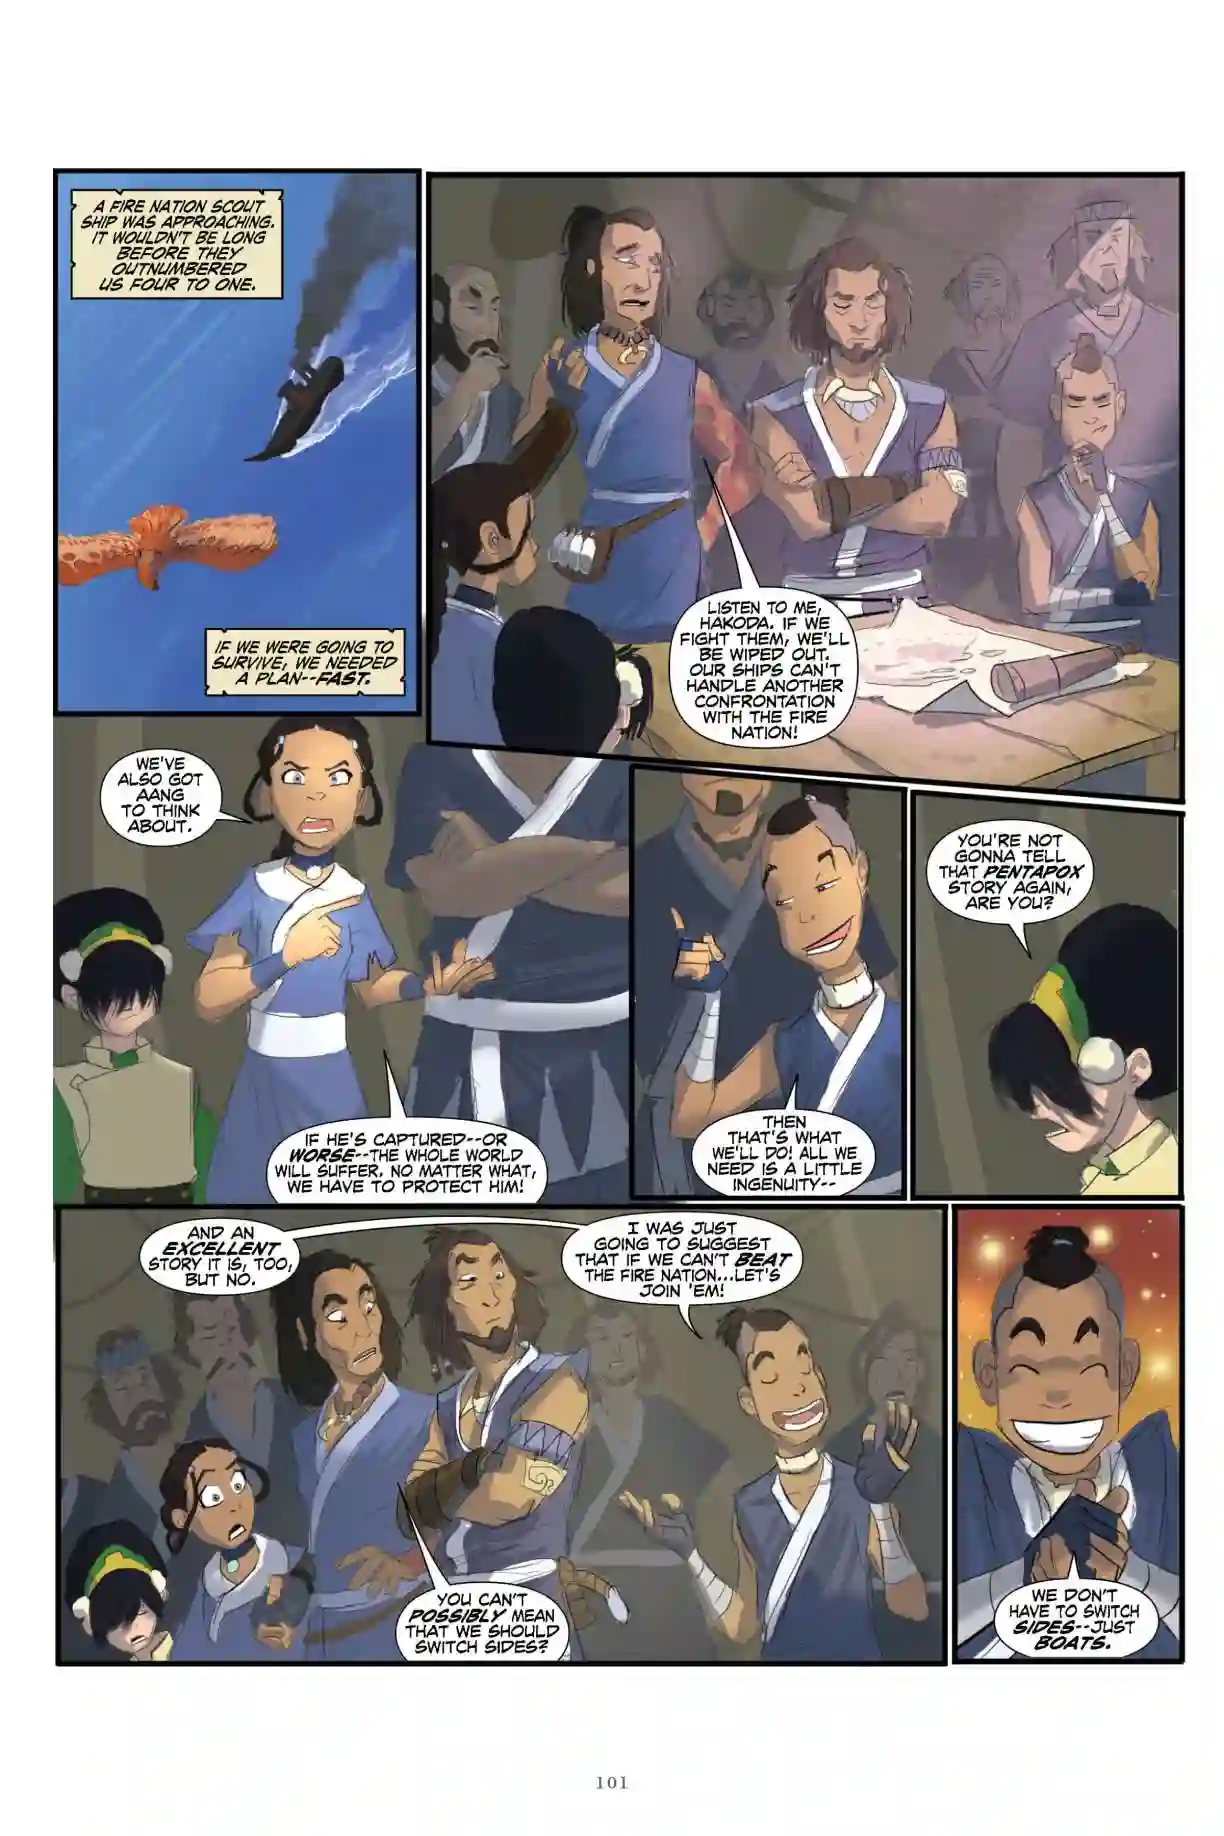 A FIRE NATION SCOUT
SHIP WAS APPROACHING.
IT WOULDN'T BE LONG
BEFORE THEY
OUTNUMBERED
US FOUR TO ONE.
IF WE WERE GOING TO
SURVIVE, WE NEEDED
A PLAN--FAST.
LISTEN TO ME,
HAKODA. IF WE
FIGHT THEM, WE'LL
BE WIPED OUT.
OUR SHIPS CAN'T
HANDLE ANOTHER
CONFRONTATION
WITH THE FIRE
NATION!
WE'VE
ALSO GOT
AANG
TO THINK
ABOUT.
IF HE'S CAPTURED--OR
WORSE--THE WHOLE WORLD
WILL SUFFER. NO MATTER WHAT,
WE HAVE TO PROTECT HIM!
THEN
THAT'S WHAT
WE'LL DO! ALL WE
NEED IS A LITTLE
INGENUITY--
YOU'RE NOT
GONNA TELL
THAT PENTAPOX
STORY AGAIN,
ARE YOU?
AND AN
EXCELLENT
STORY IT IS, TOO,
BUT NO.
I WAS JUST
GOING TO SUGGEST
THAT IF WE CAN'T BEAT
THE FIRE NATION...LET'S
JOIN 'EM!
YOU CAN'T
POSSIBLY MEAN
THAT WE SHOULD
SWITCH SIDES?
WE DON'T
HAVE TO SWITCH
SIDES--JUST
BOATS.
101